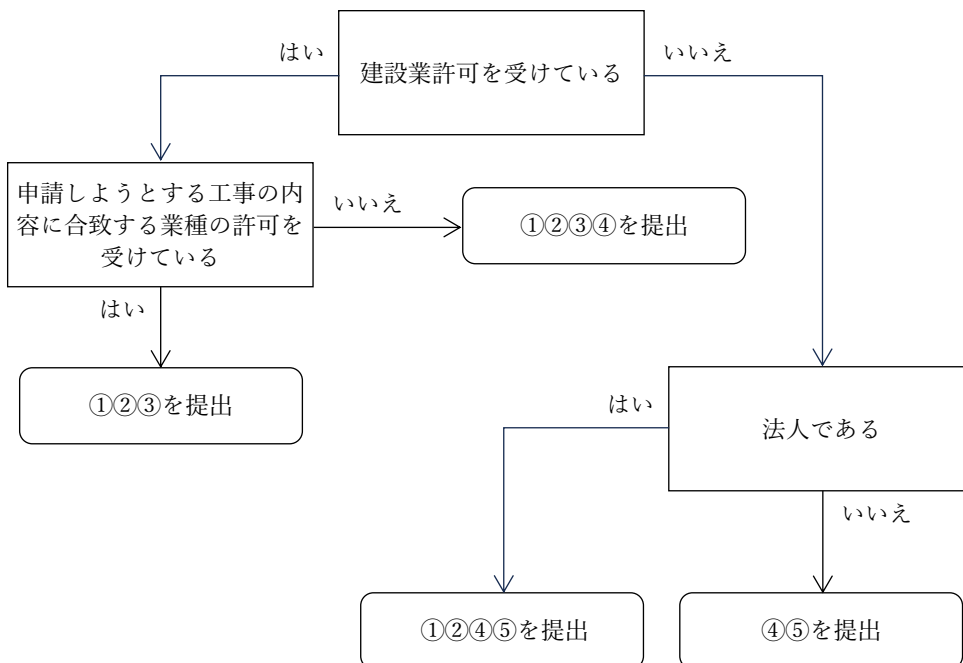 建設業許可を受けている
はい
いいえ
申請しようとする工事の内
容に合致する業種の許可を
受けている
いいえ
①②③④を提出
はい
①②③を提出
法人である
はい
いいえ
①②④⑤を提出
④⑤を提出